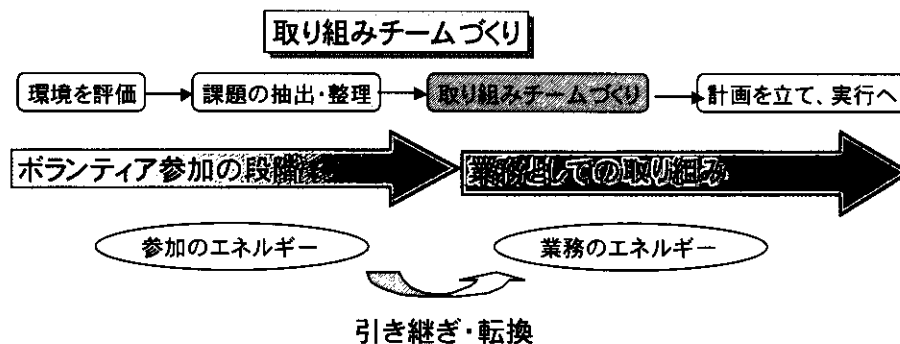 取り組みチームづくり
環境を評価
課題の抽出・整理
取り組みチームづくり
計画を立て、実行へ
ボランティア参加の段階
業務としての取り組み
参加のエネルギー
業務のエネルギー
引き継ぎ・転換